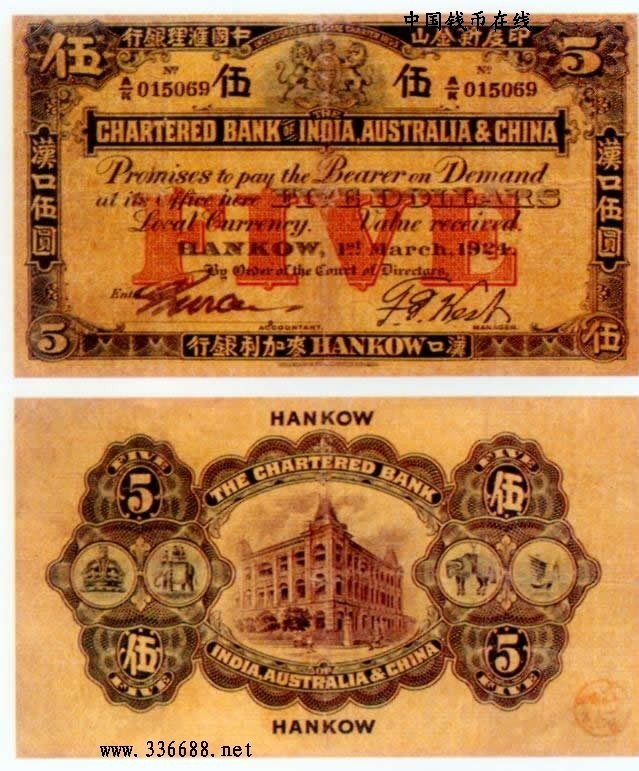 中国钱币在线
印度新金山
中國滙理銀行
伍
5
Nº
A/K 015069
伍
伍
Nº
A/K 015069
THE
CHARTERED BANK OF INDIA, AUSTRALIA & CHINA
漢口伍圓
漢口伍圓
Promises to pay the Bearer on Demand
at its Office here FIVE DOLLARS
Local Currency. Value received.
FIVE
HANKOW, 1st March, 1924.
By Order of the Court of Directors,
Entd
ACCOUNTANT.
MANAGER.
5
漢口 HANKOW 麥加利銀行
伍
HANKOW
FIVE
5
FIVE
伍
THE CHARTERED BANK
伍
FIVE
5
FIVE
OF
INDIA, AUSTRALIA & CHINA
HANKOW
www.336688.net